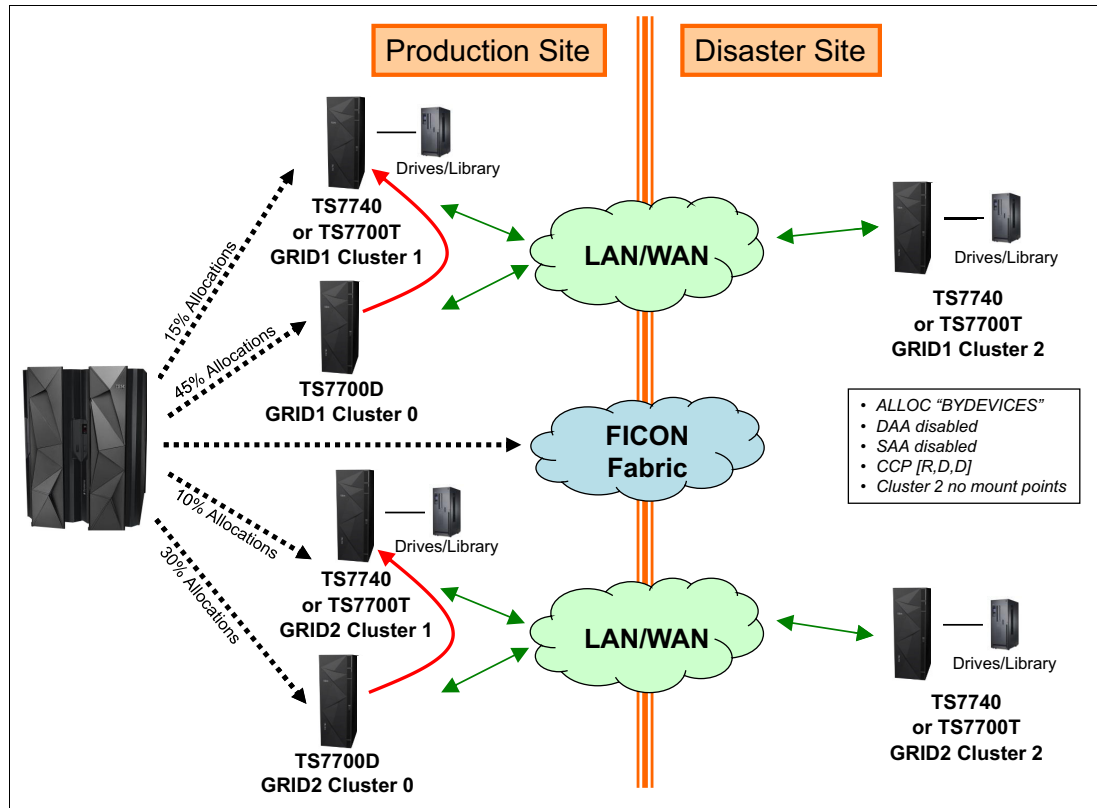 Production Site
Disaster Site
Drives/Library
TS7740
or TS7700T
GRID1 Cluster 1
LAN/WAN
Drives/Library
TS7740
or TS7700T
GRID1 Cluster 2
15% Allocations
45% Allocations
TS7700D
GRID1 Cluster 0
FICON
Fabric
• ALLOC “BYDEVICES”
• DAA disabled
• SAA disabled
• CCP [R,D,D]
• Cluster 2 no mount points
10% Allocations
30% Allocations
Drives/Library
TS7740
or TS7700T
GRID2 Cluster 1
LAN/WAN
Drives/Library
TS7740
or TS7700T
GRID2 Cluster 2
TS7700D
GRID2 Cluster 0